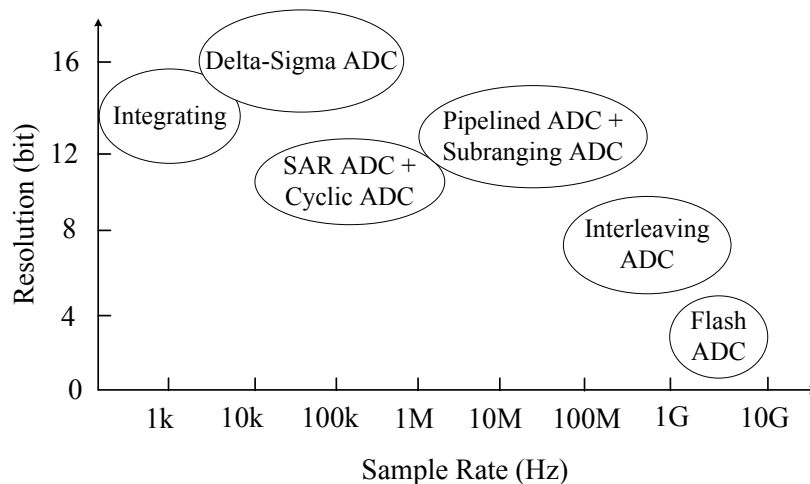 16
12
8
4
0
Resolution (bit)
Delta-Sigma ADC
Integrating
SAR ADC +
Cyclic ADC
Pipelined ADC +
Subranging ADC
Interleaving
ADC
Flash
ADC
1k 10k 100k 1M 10M 100M 1G 10G
Sample Rate (Hz)